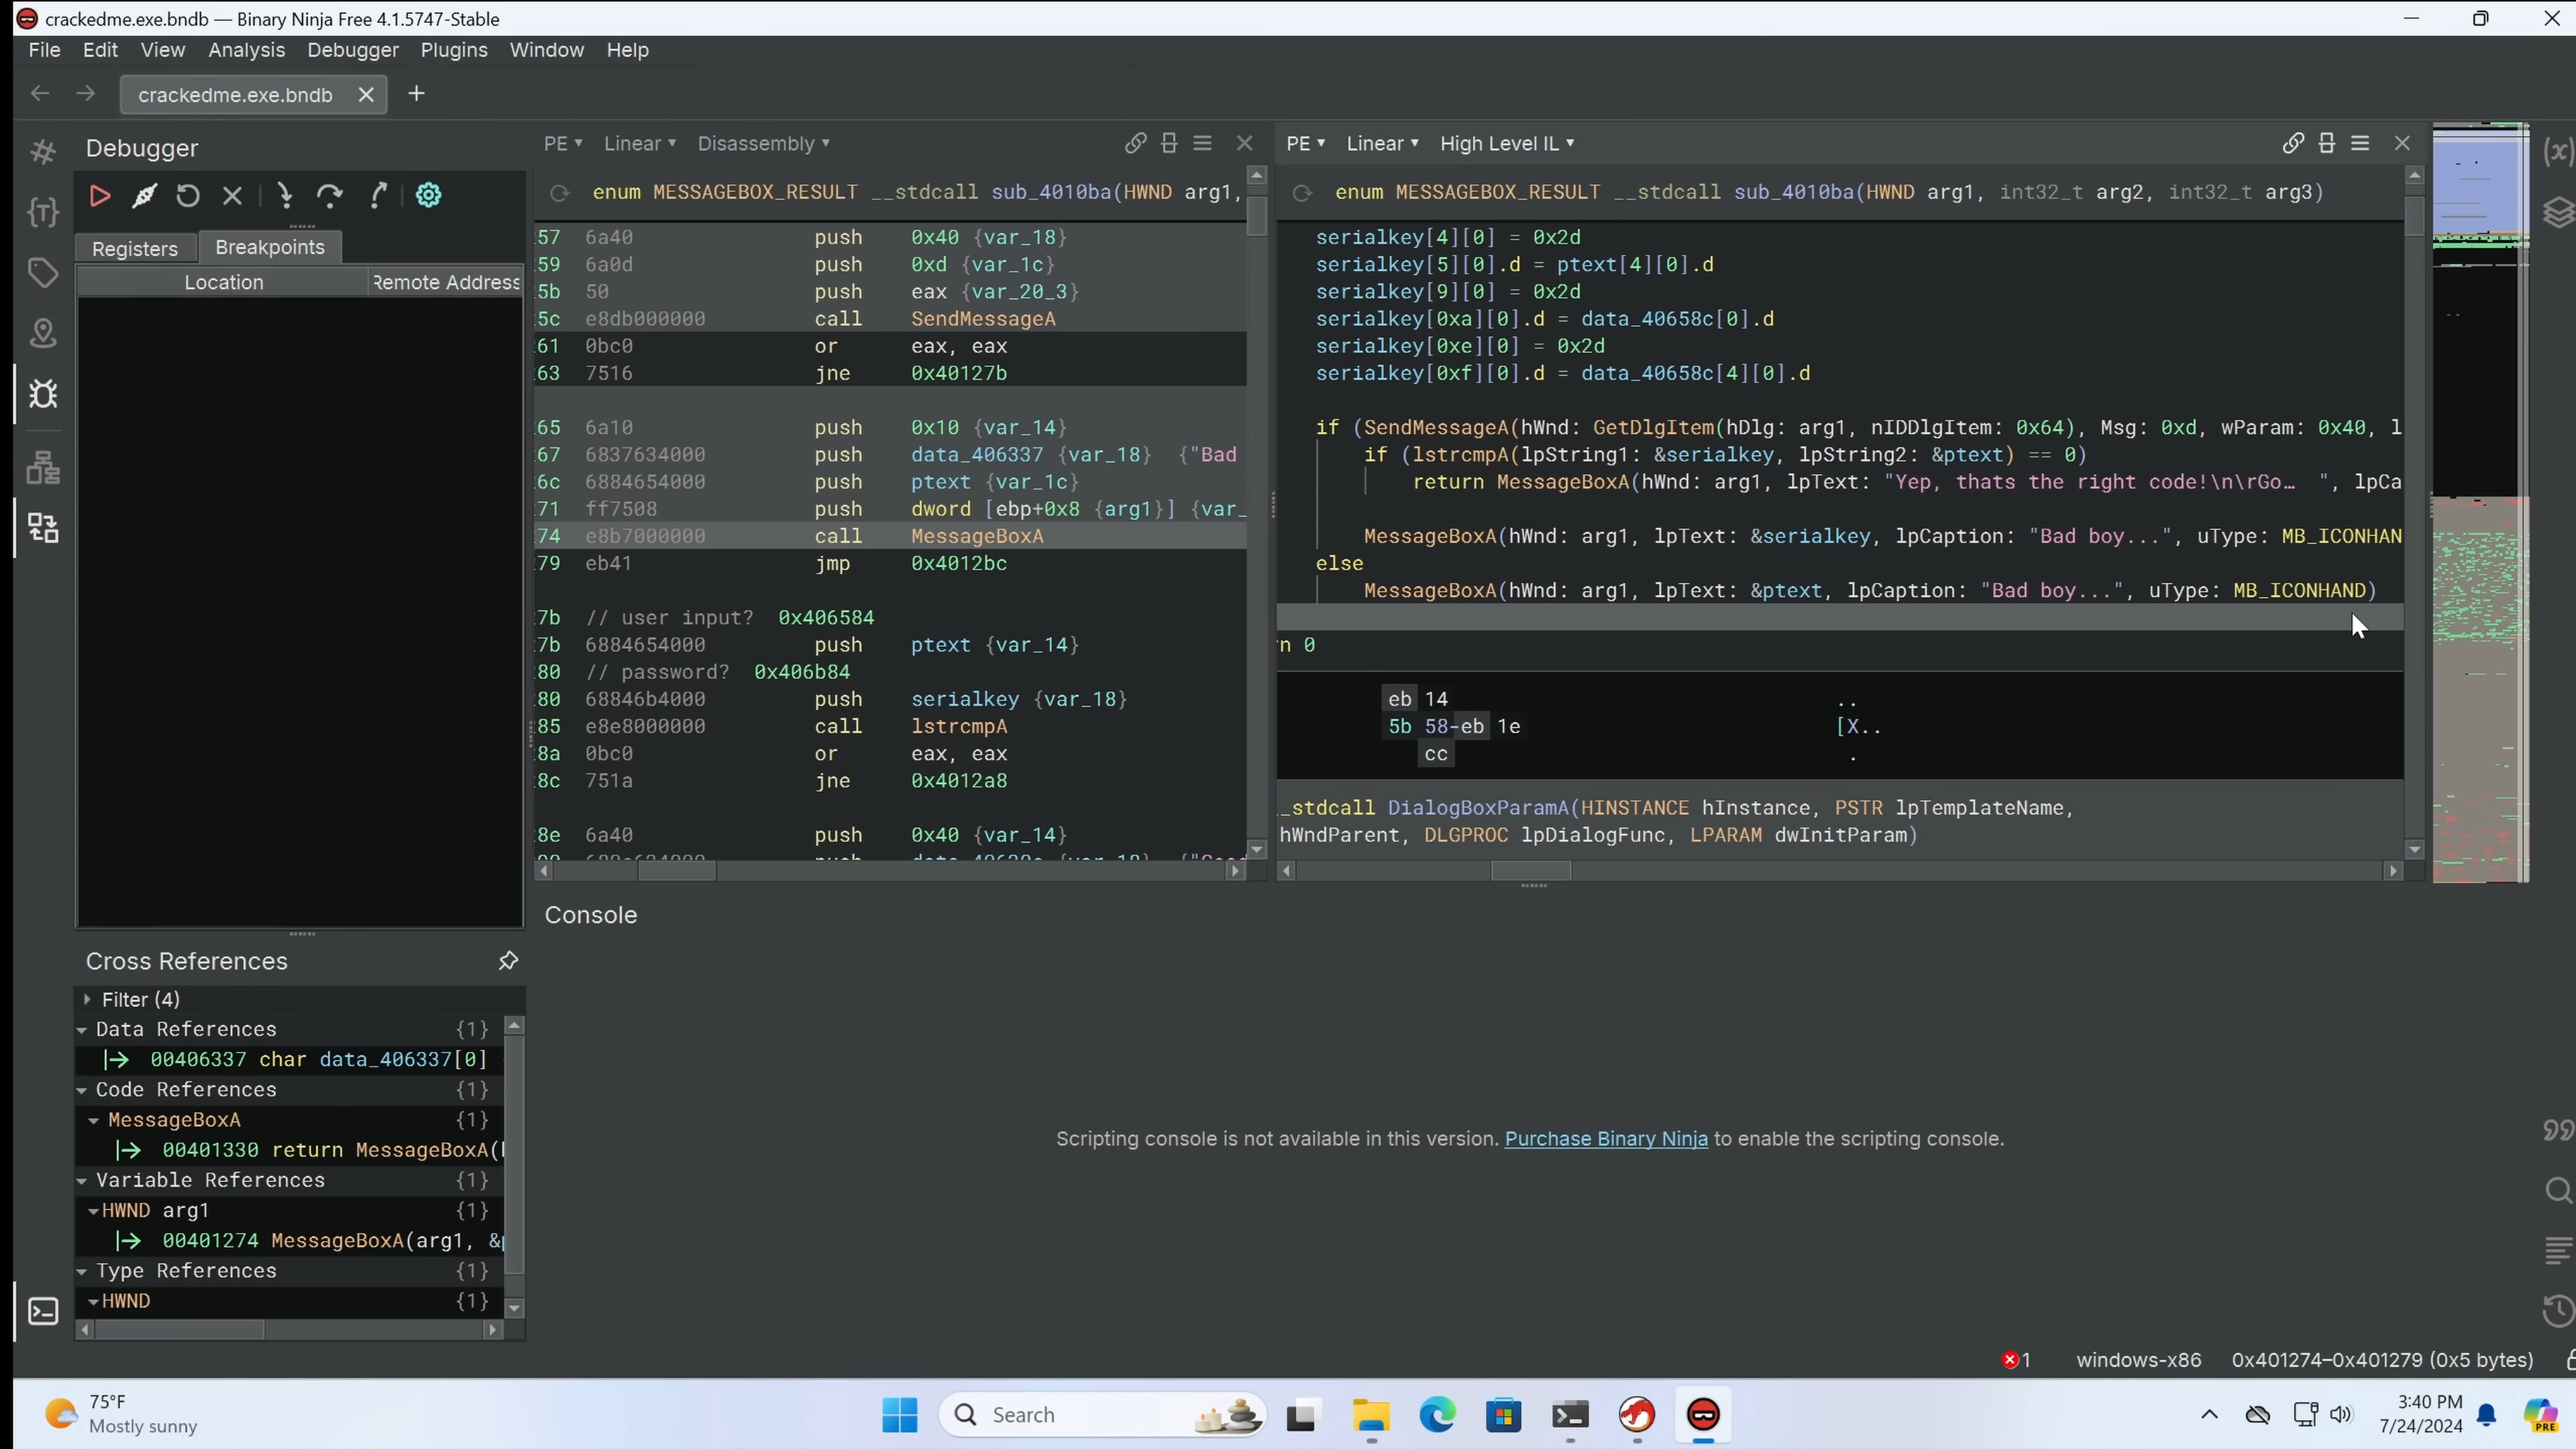 crackedme.exe.bndb — Binary Ninja Free 4.1.5747-Stable
File Edit View Analysis Debugger Plugins Window Help
crackedme.exe.bndb
Debugger
Registers Breakpoints
Location Remote Address
PE Linear Disassembly
enum MESSAGEBOX_RESULT __stdcall sub_4010ba(HWND arg1,
57 6a40 push 0x40 {var_18}
59 6a0d push 0xd {var_1c}
5b 50 push eax {var_20_3}
5c e8db000000 call SendMessageA
61 0bc0 or eax, eax
63 7516 jne 0x40127b
65 6a10 push 0x10 {var_14}
67 6837634000 push data_406337 {var_18} {"Bad
6c 6884654000 push ptext {var_1c}
71 ff7508 push dword [ebp+0x8 {arg1}] {var_
74 e8b7000000 call MessageBoxA
79 eb41 jmp 0x4012bc
7b // user input? 0x406584
7b 6884654000 push ptext {var_14}
80 // password? 0x406b84
80 68846b4000 push serialkey {var_18}
85 e8e8000000 call lstrcmpA
8a 0bc0 or eax, eax
8c 751a jne 0x4012a8
8e 6a40 push 0x40 {var_14}
PE Linear High Level IL
enum MESSAGEBOX_RESULT __stdcall sub_4010ba(HWND arg1, int32_t arg2, int32_t arg3)
serialkey[4][0] = 0x2d
serialkey[5][0].d = ptext[4][0].d
serialkey[9][0] = 0x2d
serialkey[0xa][0].d = data_40658c[0].d
serialkey[0xe][0] = 0x2d
serialkey[0xf][0].d = data_40658c[4][0].d
if (SendMessageA(hWnd: GetDlgItem(hDlg: arg1, nIDDlgItem: 0x64), Msg: 0xd, wParam: 0x40, l
if (lstrcmpA(lpString1: &serialkey, lpString2: &ptext) == 0)
return MessageBoxA(hWnd: arg1, lpText: "Yep, thats the right code!\n\rGo… ", lpCa
MessageBoxA(hWnd: arg1, lpText: &serialkey, lpCaption: "Bad boy...", uType: MB_ICONHAN
else
MessageBoxA(hWnd: arg1, lpText: &ptext, lpCaption: "Bad boy...", uType: MB_ICONHAND)
rn 0
eb 14 ..
5b 58-eb 1e [X..
cc .
__stdcall DialogBoxParamA(HINSTANCE hInstance, PSTR lpTemplateName,
hWndParent, DLGPROC lpDialogFunc, LPARAM dwInitParam)
Console
Scripting console is not available in this version. Purchase Binary Ninja to enable the scripting console.
Cross References
Filter (4)
Data References {1}
00406337 char data_406337[0]
Code References {1}
MessageBoxA {1}
00401330 return MessageBoxA(
Variable References {1}
HWND arg1 {1}
00401274 MessageBoxA(arg1, &
Type References {1}
HWND {1}
1 windows-x86 0x401274–0x401279 (0x5 bytes)
75°F
Mostly sunny
Search
3:40 PM
7/24/2024
PRE